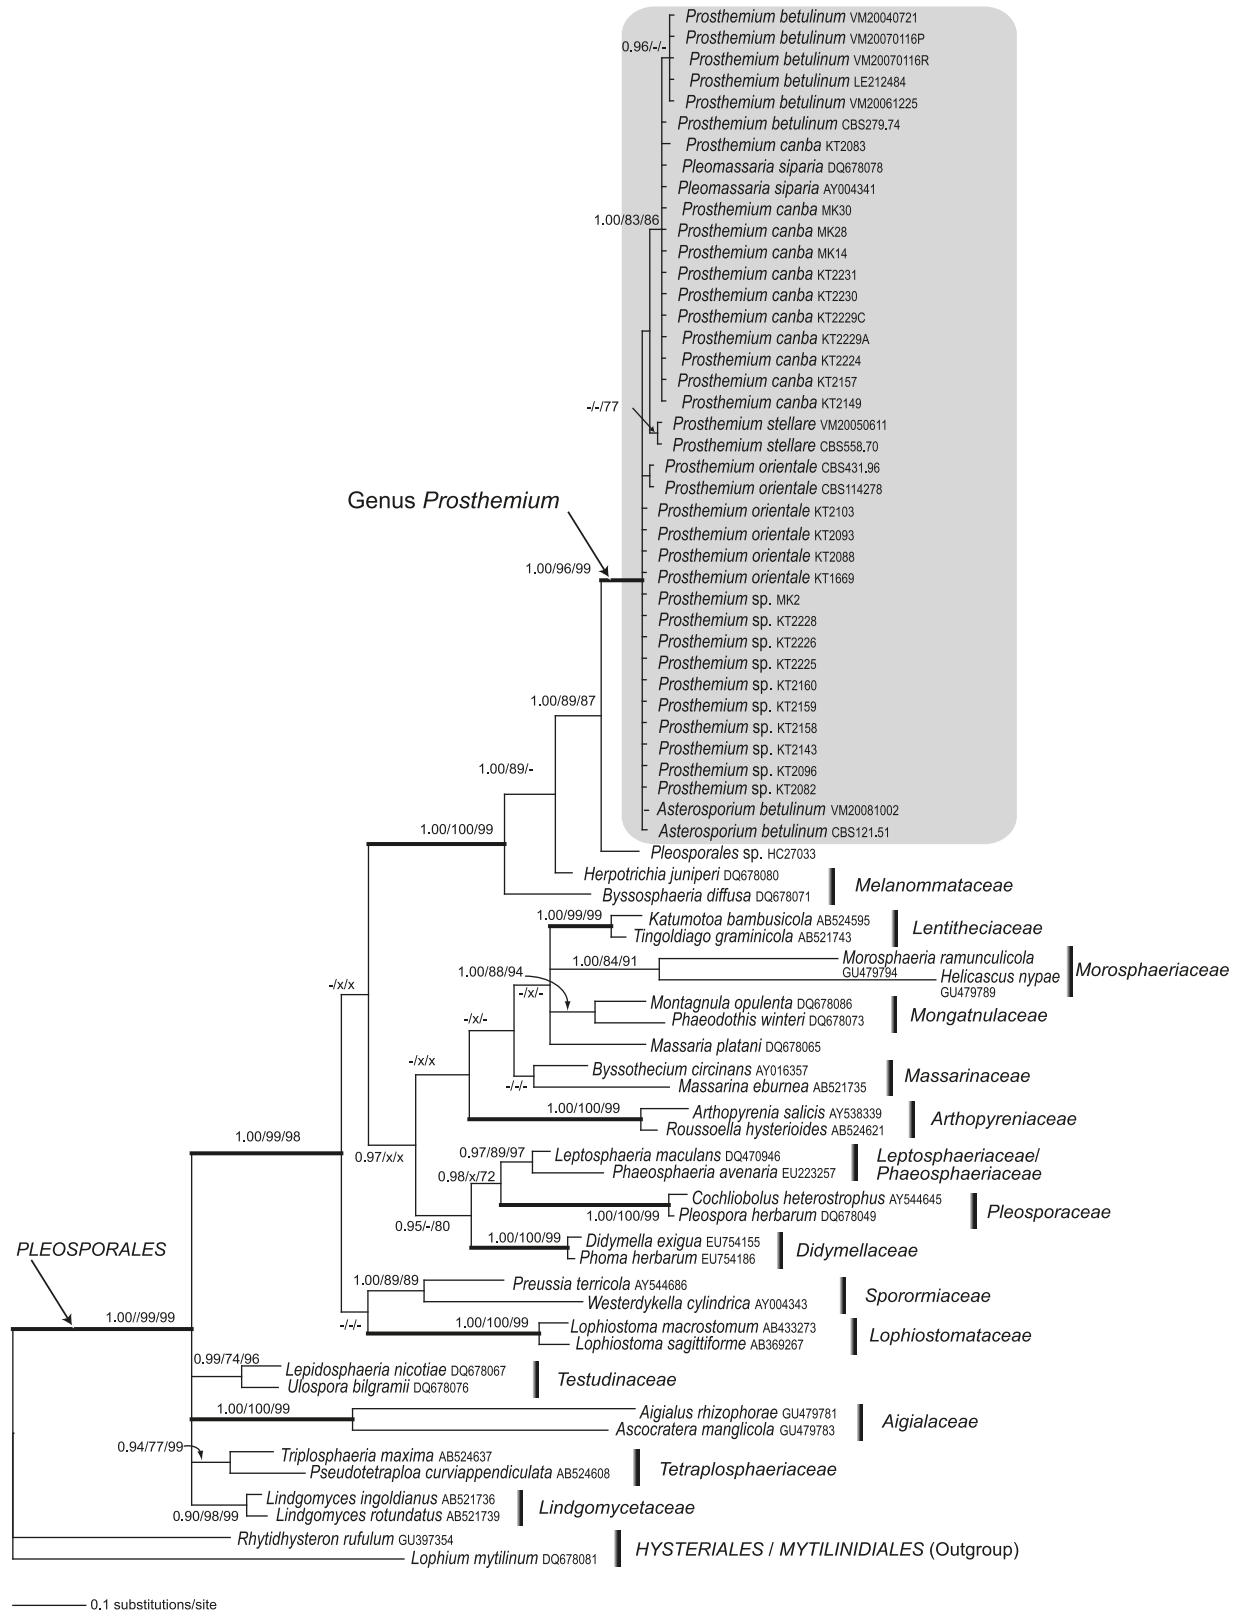 Prosthemium betulinum VM20040721
0.96/-/-
Prosthemium betulinum VM20070116P
Prosthemium betulinum VM20070116R
Prosthemium betulinum LE212484
Prosthemium betulinum VM20061225
Prosthemium betulinum CBS279.74
Prosthemium canba KT2083
Pleomassaria siparia DQ678078
Pleomassaria siparia AY004341
Prosthemium canba MK30
1.00/83/86
Prosthemium canba MK28
Prosthemium canba MK14
Prosthemium canba KT2231
Prosthemium canba KT2230
Prosthemium canba KT2229C
Prosthemium canba KT2229A
Prosthemium canba KT2224
Prosthemium canba KT2157
Prosthemium canba KT2149
-/-/77
Prosthemium stellare VM20050611
Prosthemium stellare CBS558.70
Prosthemium orientale CBS431.96
Prosthemium orientale CBS114278
Genus Prosthemium
Prosthemium orientale KT2103
Prosthemium orientale KT2093
Prosthemium orientale KT2088
1.00/96/99
Prosthemium orientale KT1669
Prosthemium sp. MK2
Prosthemium sp. KT2228
Prosthemium sp. KT2226
Prosthemium sp. KT2225
Prosthemium sp. KT2160
1.00/89/87
Prosthemium sp. KT2159
Prosthemium sp. KT2158
Prosthemium sp. KT2143
1.00/89/-
Prosthemium sp. KT2096
Prosthemium sp. KT2082
Asterosporium betulinum VM20081002
1.00/100/99
Asterosporium betulinum CBS121.51
Pleosporales sp. HC27033
Herpotrichia juniperi DQ678080
Byssosphaeria diffusa DQ678071
Melanommataceae
1.00/99/99
Katumotoa bambusicola AB524595
Tingoldiago graminicola AB521743
Lentitheciaceae
1.00/84/91
Morosphaeria ramunculicola
GU479794
Helicascus nypae
GU479789
Morosphaeriaceae
1.00/88/94
-/x/-
-/x/x
Montagnula opulenta DQ678086
Phaeodothis winteri DQ678073
Mongatnulaceae
-/x/-
Massaria platani DQ678065
-/x/x
Byssothecium circinans AY016357
-/-/-
Massarina eburnea AB521735
Massarinaceae
1.00/100/99
Arthopyrenia salicis AY538339
Roussoella hysterioides AB524621
Arthopyreniaceae
1.00/99/98
0.97/x/x
0.97/89/97
Leptosphaeria maculans DQ470946
Phaeosphaeria avenaria EU223257
Leptosphaeriaceae/
Phaeosphaeriaceae
0.98/x/72
Cochliobolus heterostrophus AY544645
1.00/100/99
Pleospora herbarum DQ678049
Pleosporaceae
0.95/-/80
1.00/100/99
Didymella exigua EU754155
Phoma herbarum EU754186
Didymellaceae
PLEOSPORALES
1.00/89/89
Preussia terricola AY544686
Westerdykella cylindrica AY004343
Sporormiaceae
1.00//99/99
-/-/-
1.00/100/99
Lophiostoma macrostomum AB433273
Lophiostoma sagittiforme AB369267
Lophiostomataceae
0.99/74/96
Lepidosphaeria nicotiae DQ678067
Ulospora bilgramii DQ678076
Testudinaceae
1.00/100/99
Aigialus rhizophorae GU479781
Ascocratera manglicola GU479783
Aigialaceae
0.94/77/99
Triplosphaeria maxima AB524637
Pseudotetraploa curviappendiculata AB524608
Tetraplosphaeriaceae
Lindgomyces ingoldianus AB521736
0.90/98/99
Lindgomyces rotundatus AB521739
Lindgomycetaceae
Rhytidhysteron rufulum GU397354
Lophium mytilinum DQ678081
HYSTERIALES / MYTILINIDIALES (Outgroup)
0.1 substitutions/site